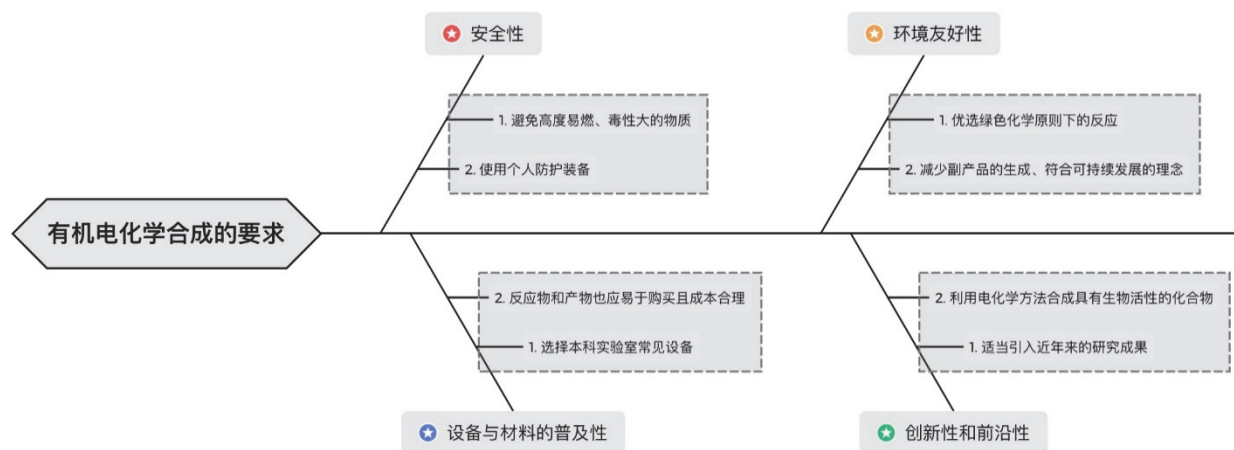 安全性
环境友好性
1. 避免高度易燃、毒性大的物质
1. 优选绿色化学原则下的反应
2. 使用个人防护装备
2. 减少副产品的生成、符合可持续发展的理念
有机电化学合成的要求
2. 反应物和产物也应易于购买且成本合理
2. 利用电化学方法合成具有生物活性的化合物
1. 选择本科实验室常见设备
1. 适当引入近年来的研究成果
设备与材料的普及性
创新性和前沿性